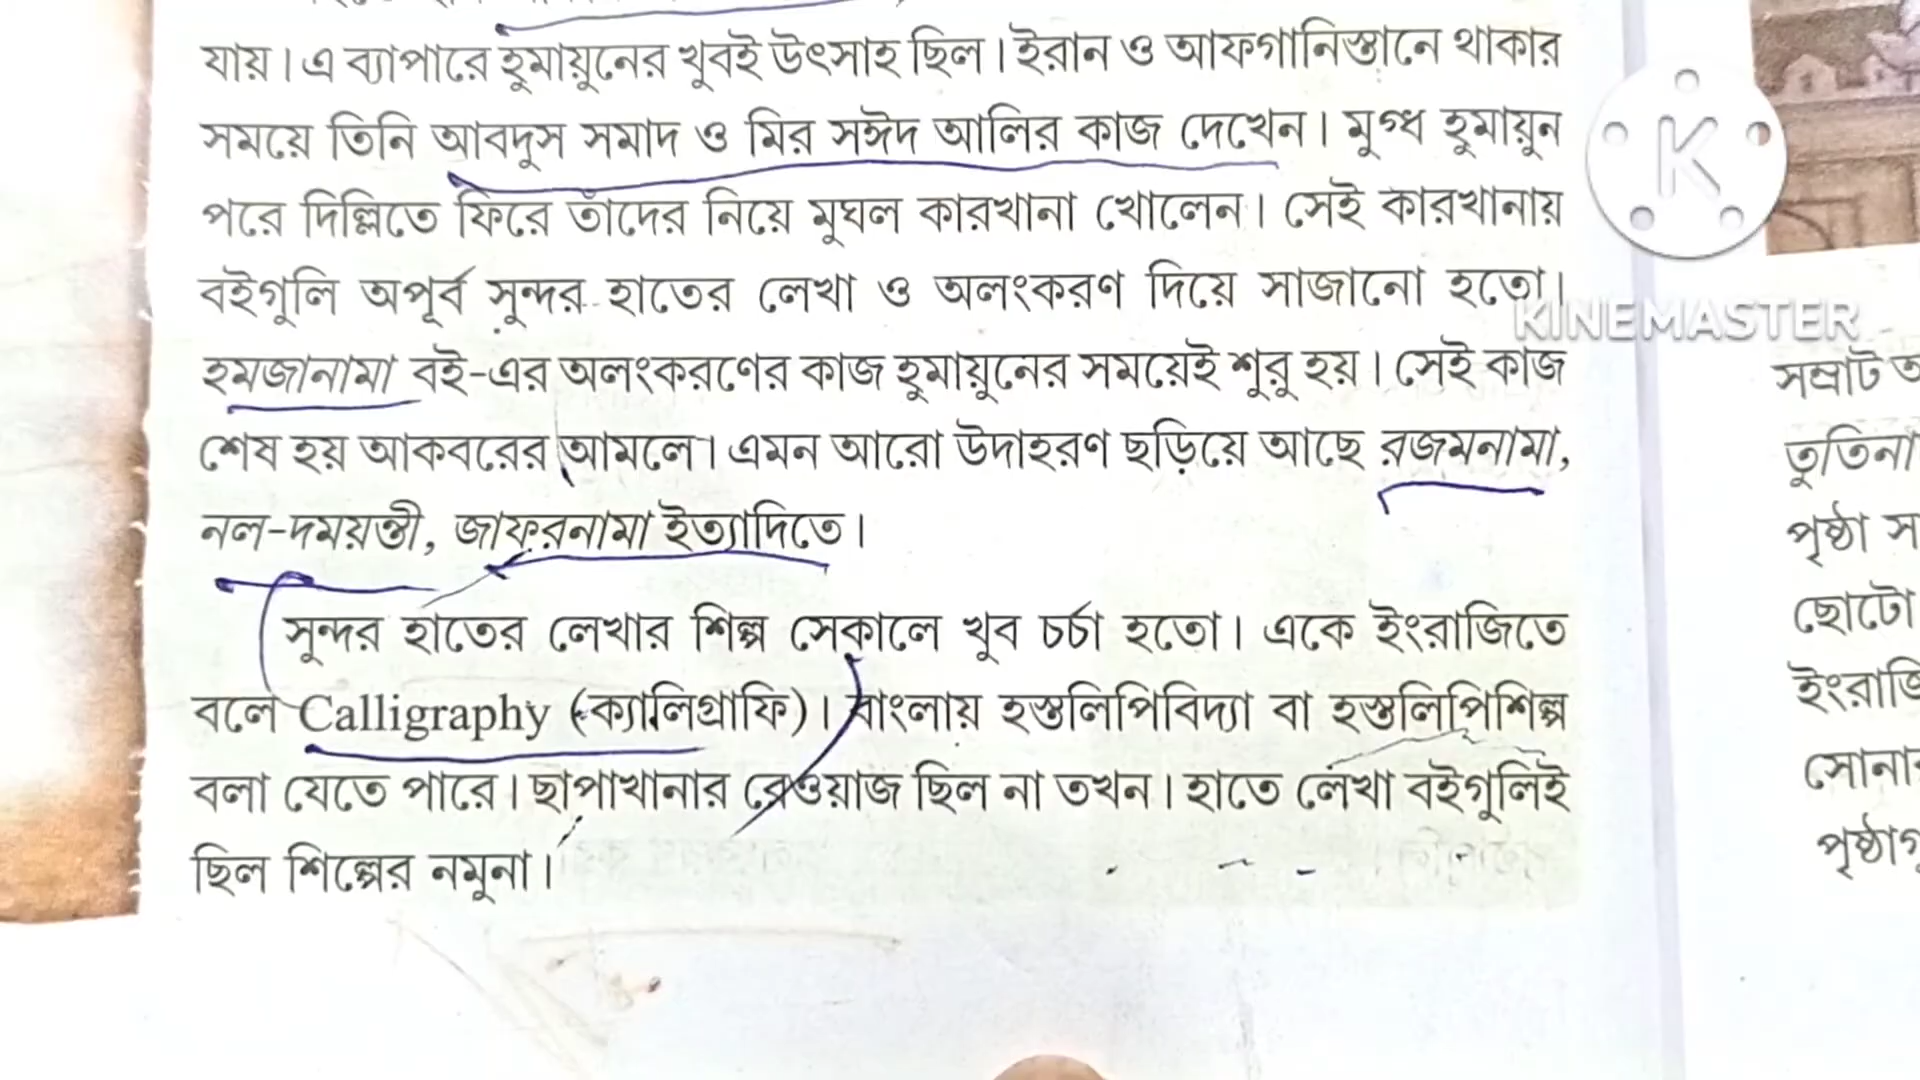 যায়। এ ব্যাপারে হুমায়ুনের খুবই উৎসাহ ছিল। ইরান ও আফগানিস্তানে থাকার
সময়ে তিনি আবদুস সমাদ ও মির সঈদ আলির কাজ দেখেন। মুগ্ধ হুমায়ুন
পরে দিল্লিতে ফিরে তাঁদের নিয়ে মুঘল কারখানা খোলেন। সেই কারখানায়
বইগুলি অপূর্ব সুন্দর হাতের লেখা ও অলংকরণ দিয়ে সাজানো হতো।
হমজানামা বই-এর অলংকরণের কাজ হুমায়ুনের সময়েই শুরু হয়। সেই কাজ
শেষ হয় আকবরের আমলে। এমন আরো উদাহরণ ছড়িয়ে আছে রজমনামা,
নল-দময়ন্তী, জাফরনামা ইত্যাদিতে।
সুন্দর হাতের লেখার শিল্প সেকালে খুব চর্চা হতো। একে ইংরাজিতে
বলে Calligraphy (ক্যালিগ্রাফি)। বাংলায় হস্তলিপিবিদ্যা বা হস্তলিপিশিল্প
বলা যেতে পারে। ছাপাখানার রেওয়াজ ছিল না তখন। হাতে লেখা বইগুলিই
ছিল শিল্পের নমুনা।
K
KINEMASTER
সম্রাট
পৃষ্ঠা
ছোটো